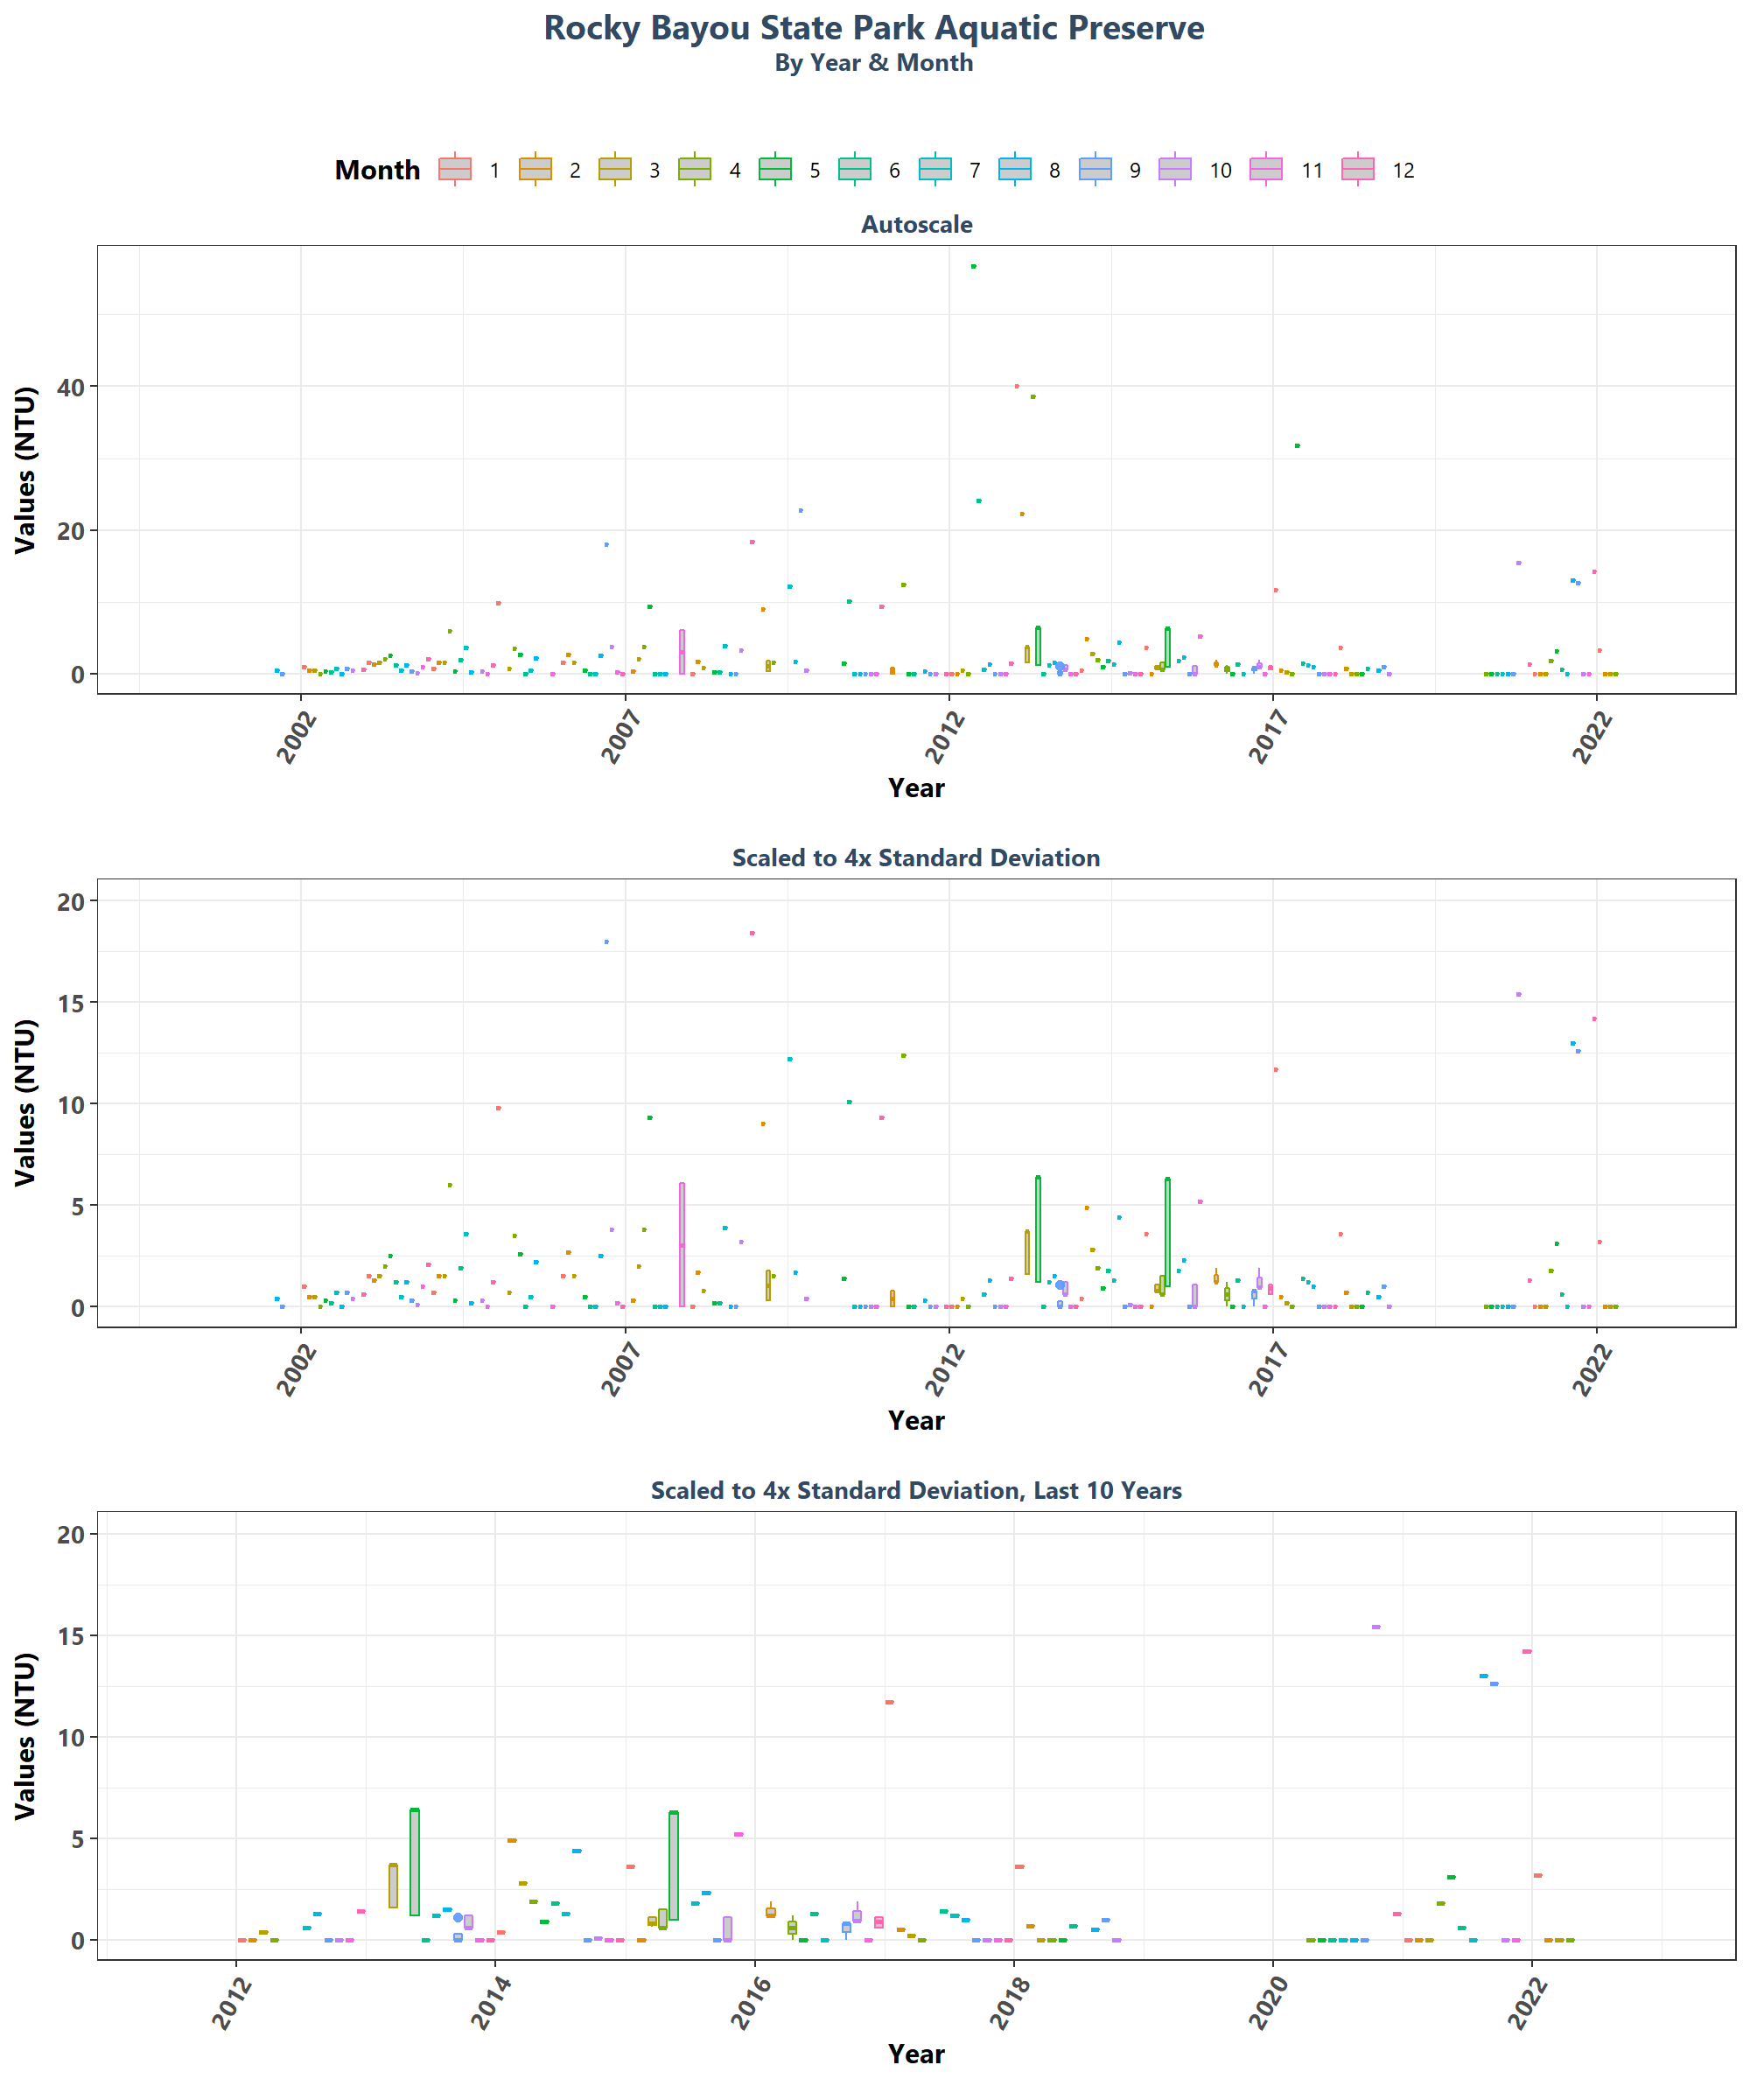 Rocky Bayou State Park Aquatic Preserve
By Year & Month
Month 1 2 3 4 5 6 7 8 9 10 11 12
Autoscale
Values (NTU)
40
20
0
2002 2007 2012 2017 2022
Year
Scaled to 4x Standard Deviation
Values (NTU)
20
15
10
5
0
2002 2007 2012 2017 2022
Year
Scaled to 4x Standard Deviation, Last 10 Years
Values (NTU)
20
15
10
5
0
2012 2014 2016 2018 2020 2022
Year